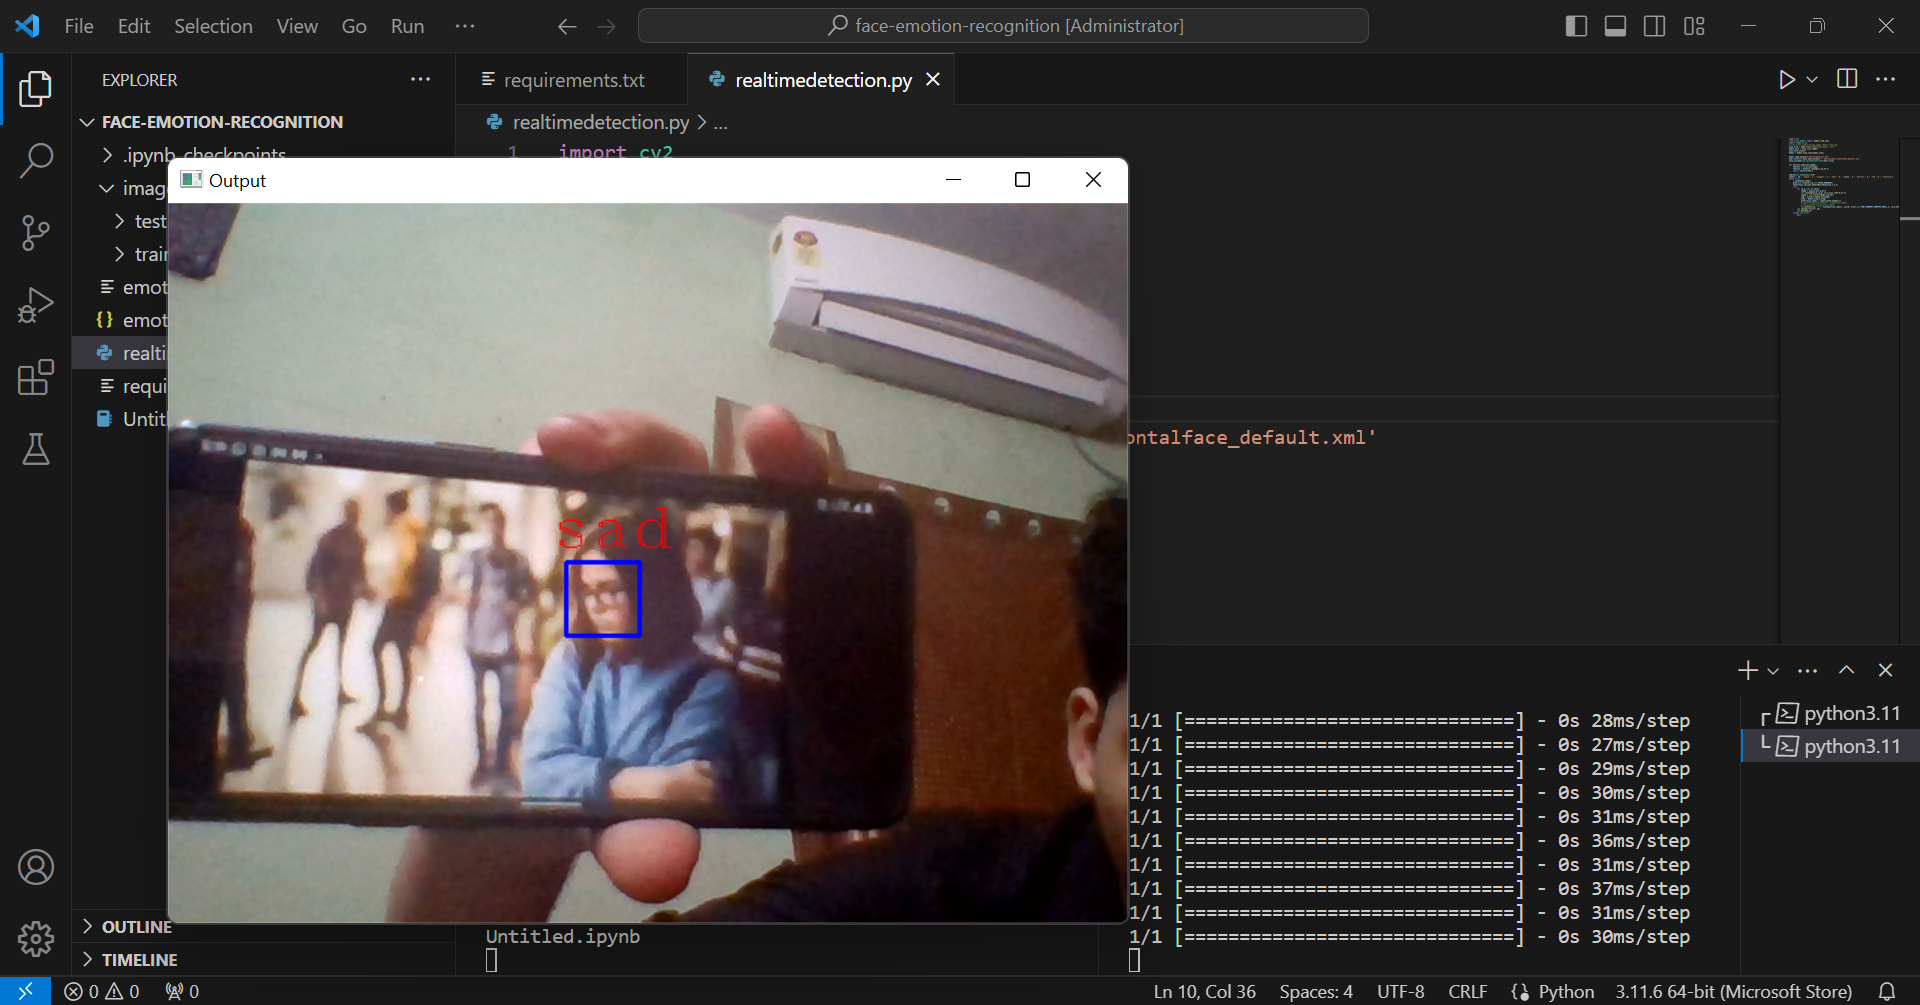 File Edit Selection View Go Run
face-emotion-recognition [Administrator]
EXPLORER
requirements.txt
realtimedetection.py
FACE-EMOTION-RECOGNITION
realtimedetection.py > ...
.ipynb_checkpoints
1 import cv2
imag
Output
test
train
emot
{} emot
realti
requi
Untit
ontalface_default.xml'
sad
1/1 [==============================] - 0s 28ms/step
1/1 [==============================] - 0s 27ms/step
1/1 [==============================] - 0s 29ms/step
1/1 [==============================] - 0s 30ms/step
1/1 [==============================] - 0s 31ms/step
1/1 [==============================] - 0s 36ms/step
1/1 [==============================] - 0s 31ms/step
1/1 [==============================] - 0s 37ms/step
1/1 [==============================] - 0s 31ms/step
1/1 [==============================] - 0s 30ms/step
python3.11
python3.11
OUTLINE
Untitled.ipynb
TIMELINE
0 0 0
Ln 10, Col 36 Spaces: 4 UTF-8 CRLF Python 3.11.6 64-bit (Microsoft Store)